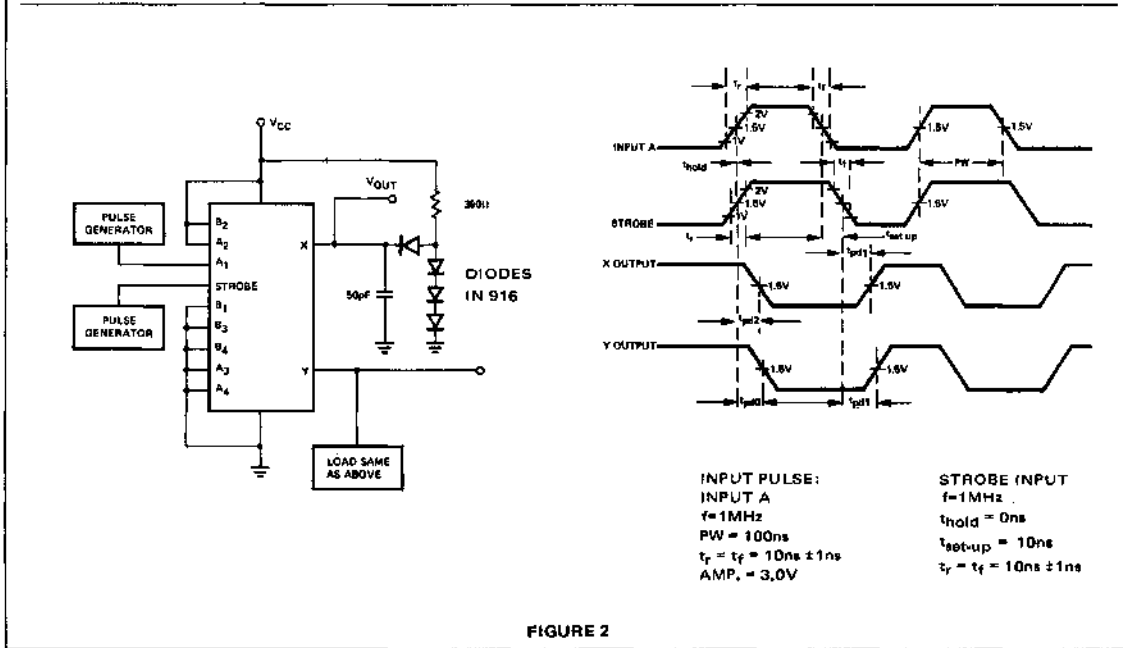 VCC
VOUT
360Ω
PULSE
GENERATOR
PULSE
GENERATOR
B2
A2
A1
STROBE
B1
B3
B4
A3
A4
X
Y
50pF
DIODES
IN 916
LOAD SAME
AS ABOVE
tr
tf
2V
1.5V
1V
1.5V
1.5V
INPUT A
thold
tf
PW
2V
1.5V
1V
1.5V
STROBE
tr
tset-up
tpd1
X OUTPUT
1.5V
1.5V
tpd2
Y OUTPUT
1.5V
1.5V
tpd0
tpd1
INPUT PULSE:
INPUT A
f=1MHz
PW = 100ns
tr = tf = 10ns ±1ns
AMP. = 3.0V
STROBE INPUT
f=1MHz
thold = 0ns
tset-up = 10ns
tr = tf = 10ns ±1ns
FIGURE 2